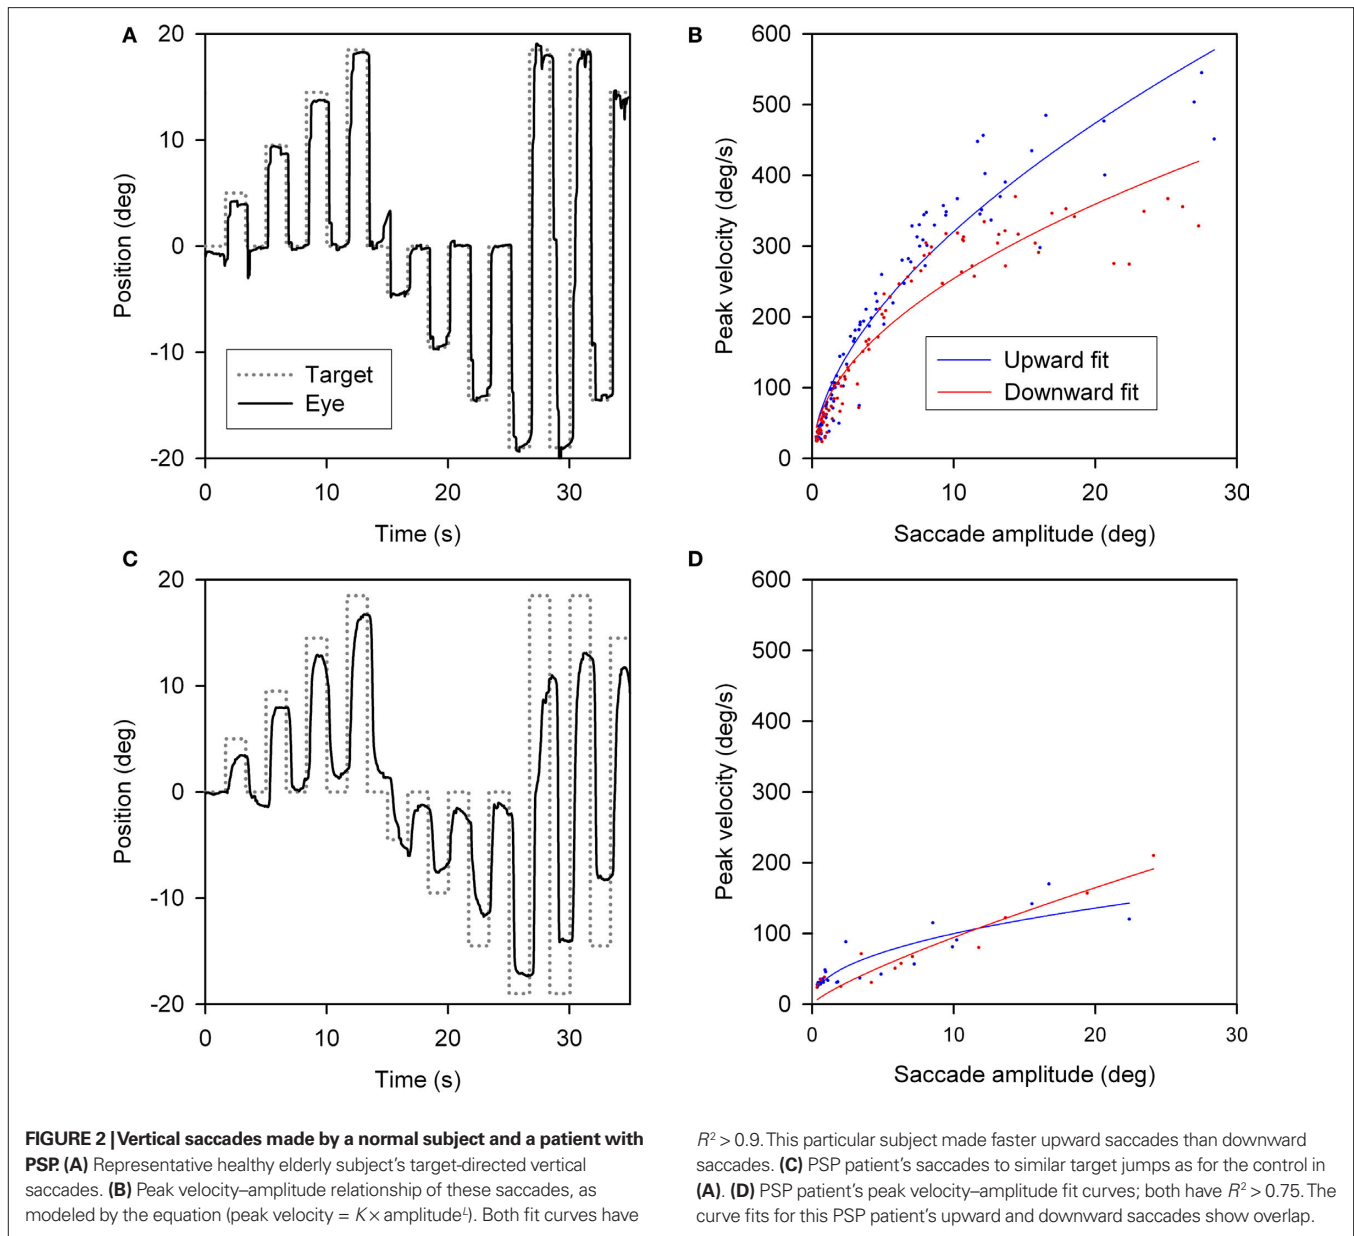 A
20
10
0
-10
-20
Position (deg)
Target
Eye
0 10 20 30
Time (s)
B
600
500
400
300
200
100
0
Peak velocity (deg/s)
Upward fit
Downward fit
0 10 20 30
Saccade amplitude (deg)
C
20
10
0
-10
-20
Position (deg)
0 10 20 30
Time (s)
D
600
500
400
300
200
100
0
Peak velocity (deg/s)
0 10 20 30
Saccade amplitude (deg)
FIGURE 2 | Vertical saccades made by a normal subject and a patient with
PSP. (A) Representative healthy elderly subject's target-directed vertical
saccades. (B) Peak velocity–amplitude relationship of these saccades, as
modeled by the equation (peak velocity = K × amplitude^L). Both fit curves have
R² > 0.9. This particular subject made faster upward saccades than downward
saccades. (C) PSP patient's saccades to similar target jumps as for the control in
(A). (D) PSP patient's peak velocity–amplitude fit curves; both have R² > 0.75. The
curve fits for this PSP patient's upward and downward saccades show overlap.